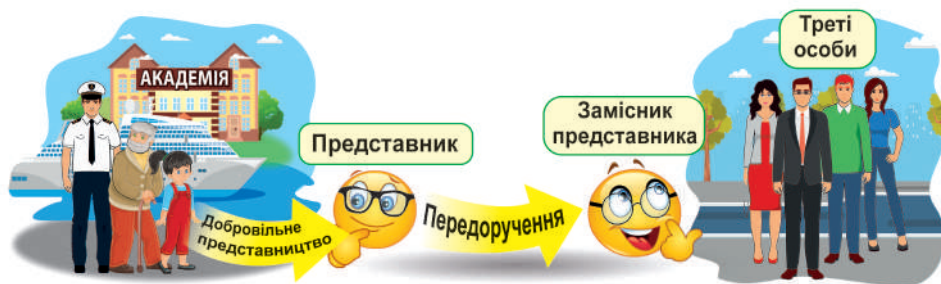 АКАДЕМІЯ
Добровільне
представництво
Представник
Передоручення
Замісник
представника
Треті
особи